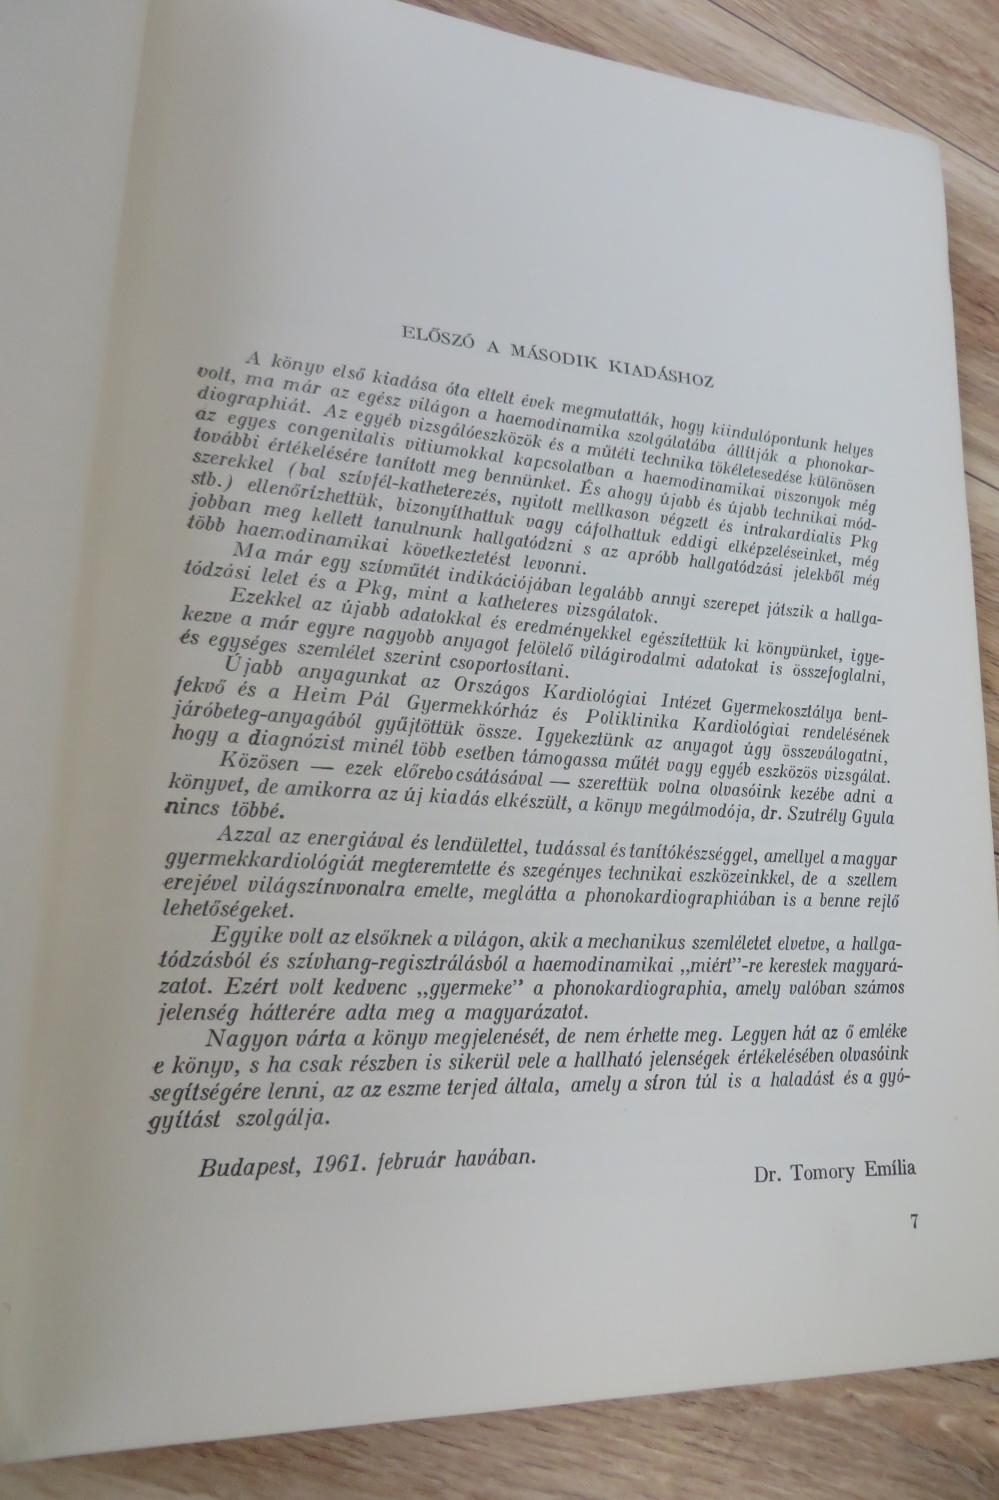 ELŐSZÓ A MÁSODIK KIADÁSHOZ
A könyv első kiadása óta eltelt évek megmutatták, hogy kiindulópontunk helyes
volt, ma már az egész világon a haemodinamika szolgálatába állítják a phonokar-
diographiát. Az egyéb vizsgálóeszközök és a műtéti technika tökéletesedése különösen
az egyes congenitalis vitiumokkal kapcsolatban a haemodinamikai viszonyok még
további értékelésére tanított meg bennünket. És ahogy újabb és újabb technikai mód-
szerekkel (bal szívfél-katheterezés, nyitott mellkason végzett és intrakardialis Pkg
stb.) ellenőrízhettük, bizonyíthattuk vagy cáfolhattuk eddigi elképzeléseinket, még
jobban meg kellett tanulnunk hallgatódzni s az apróbb hallgatódzási jelekből még
több haemodinamikai következtetést levonni.
Ma már egy szívműtét indikációjában legalább annyi szerepet játszik a hallga-
tódzási lelet és a Pkg, mint a katheteres vizsgálatok.
Ezekkel az újabb adatokkal és eredményekkel egészítettük ki könyvünket, igye-
kezve a már egyre nagyobb anyagot felölelő világirodalmi adatokat is összefoglalni,
és egységes szemlélet szerint csoportosítani.
Újabb anyagunkat az Országos Kardiológiai Intézet Gyermekosztálya bent-
fekvő és a Heim Pál Gyermekkórház és Poliklinika Kardiológiai rendelésének
járóbeteg-anyagából gyűjtöttük össze. Igyekeztünk az anyagot úgy összeválogatni,
hogy a diagnózist minél több esetben támogassa műtét vagy egyéb eszközös vizsgálat.
Közösen — ezek előrebocsátásával — szerettük volna olvasóink kezébe adni a
könyvet, de amikorra az új kiadás elkészült, a könyv megálmodója, dr. Szutrély Gyula
nincs többé.
Azzal az energiával és lendülettel, tudással és tanítókészséggel, amellyel a magyar
gyermekkardiológiát megteremtette és szegényes technikai eszközeinkkel, de a szellem
erejével világszínvonalra emelte, meglátta a phonokardiographiában is a benne rejlő
lehetőségeket.
Egyike volt az elsőknek a világon, akik a mechanikus szemléletet elvetve, a hallga-
tódzásból és szívhang-regisztrálásból a haemodinamikai „miért”-re kerestek magyará-
zatot. Ezért volt kedvenc „gyermeke” a phonokardiographia, amely valóban számos
jelenség hátterére adta meg a magyarázatot.
Nagyon várta a könyv megjelenését, de nem érhette meg. Legyen hát az ő emléke
e könyv, s ha csak részben is sikerül vele a hallható jelenségek értékelésében olvasóink
segítségére lenni, az az eszme terjed általa, amely a síron túl is a haladást és a gyó-
gyítást szolgálja.
Budapest, 1961. február havában.
Dr. Tomory Emília
7